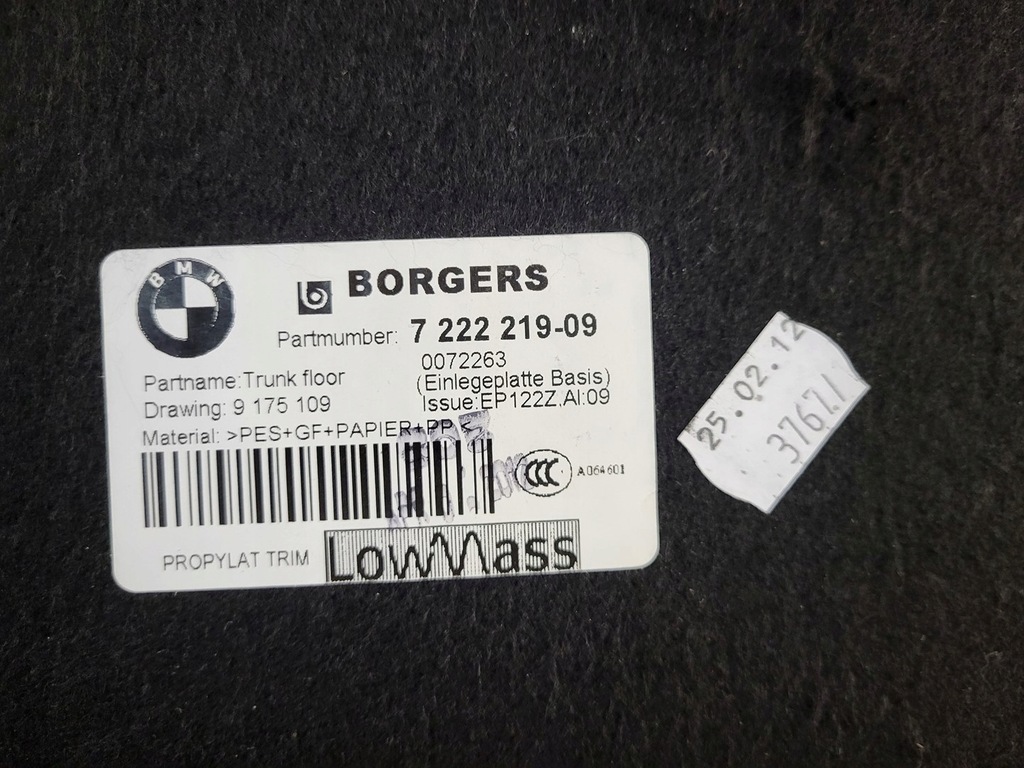 BMW
BORGERS
Partmumber: 7 222 219-09
0072263
Partname: Trunk floor
(Einlegeplatte Basis)
Drawing: 9 175 109
Issue:EP122Z,AI:09
Material: >PES+GF+PAPIER+PP<
CCC
A064601
PROPYLAT TRIM
LowMass
25.02.12
3767.1